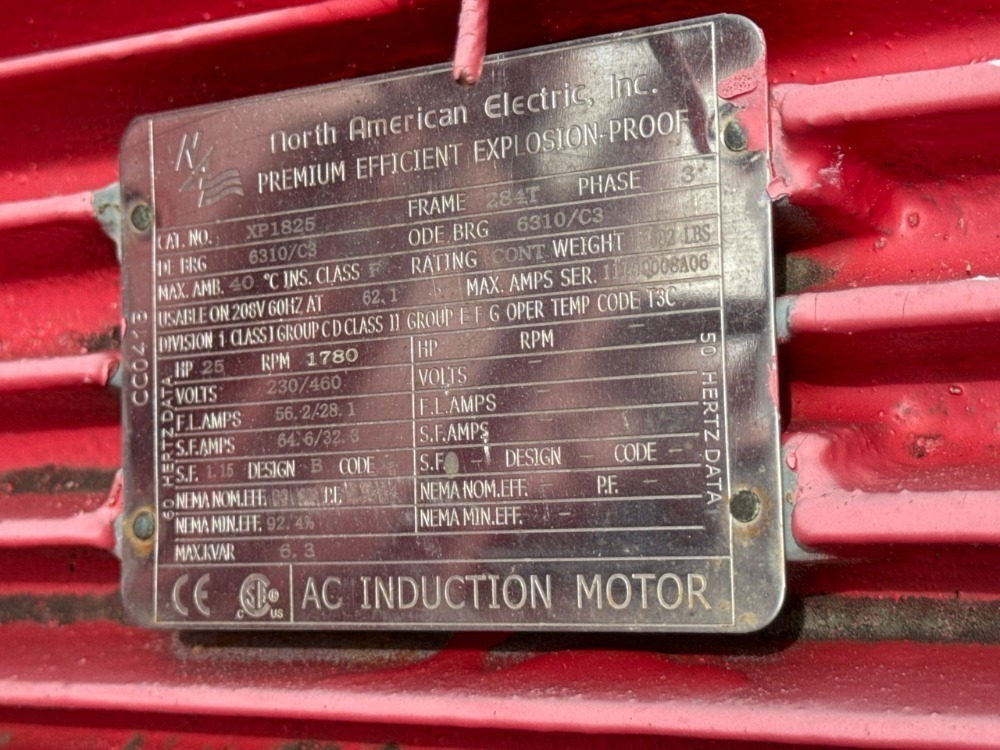 North American Electric, Inc.
PREMIUM EFFICIENT EXPLOSION-PROOF
CAT. NO. XP1825 FRAME 284T PHASE 3
DE BRG 6310/C3 ODE.BRG 6310/C3
MAX. AMB. 40 °C INS. CLASS F RATING CONT WEIGHT LBS
USABLE ON 208V 60HZ AT 62.1 MAX. AMPS SER.
DIVISION 1 CLASS I GROUP C D CLASS II GROUP E F G OPER TEMP CODE T3C
HP 25 RPM 1780
VOLTS 230/460
F.L.AMPS 56.2/28.1
S.F.AMPS 64.6/32.3
S.F. 1.15 DESIGN B CODE
NEMA NOM.EFF. P.F.
NEMA MIN.EFF. 92.4%
MAX.KVAR 6.3
HP - RPM -
VOLTS -
F.L.AMPS -
S.F.AMPS
S.F. - DESIGN - CODE -
NEMA NOM.EFF. - P.F. -
NEMA MIN.EFF. -
60 HERTZ DATA
50 HERTZ DATA
CE
C US
AC INDUCTION MOTOR